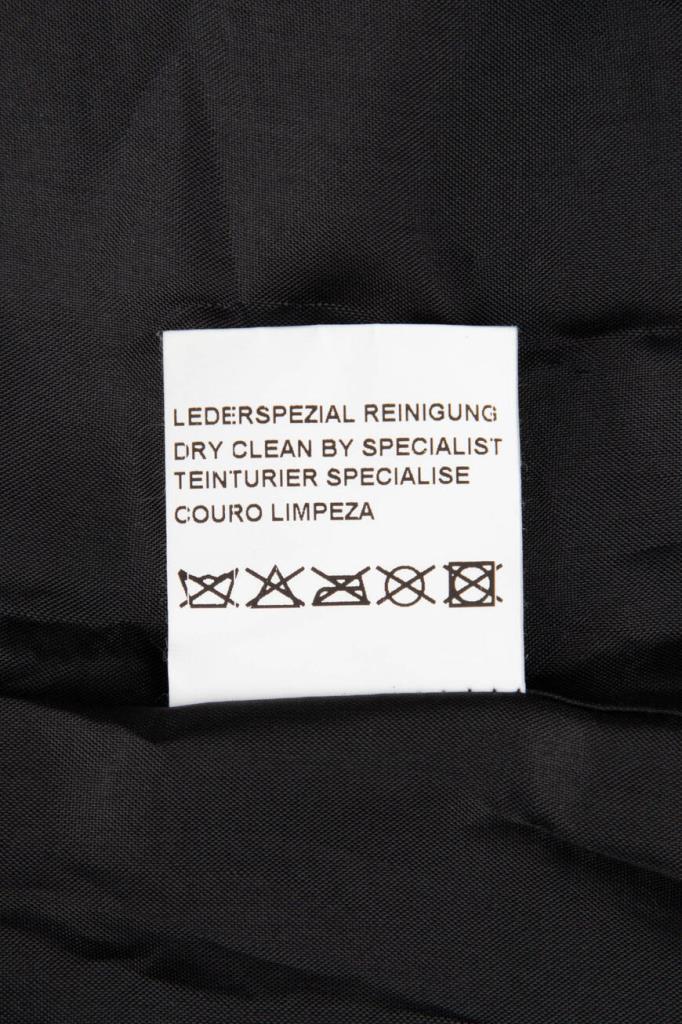 LEDERSPEZIAL REINIGUNG
DRY CLEAN BY SPECIALIST
TEINTURIER SPECIALISE
COURO LIMPEZA